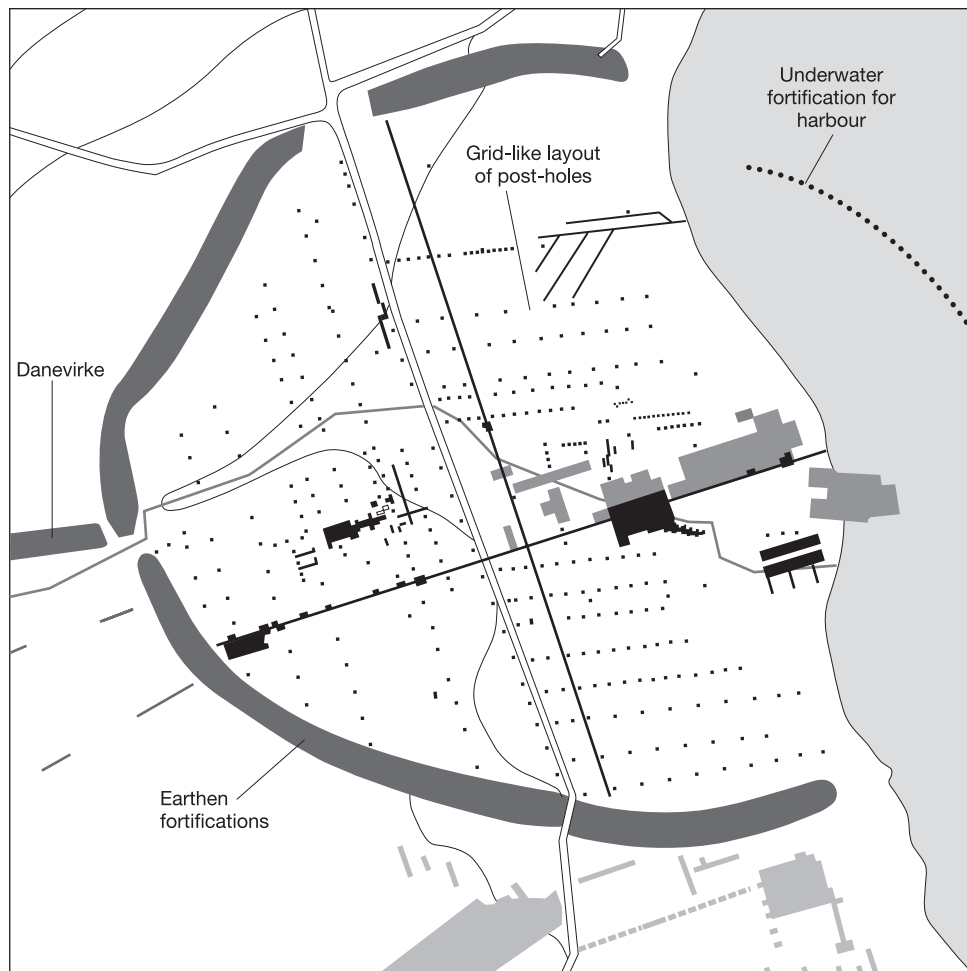 Underwater
fortification for
harbour
Grid-like layout
of post-holes
Danevirke
Earthen
fortifications